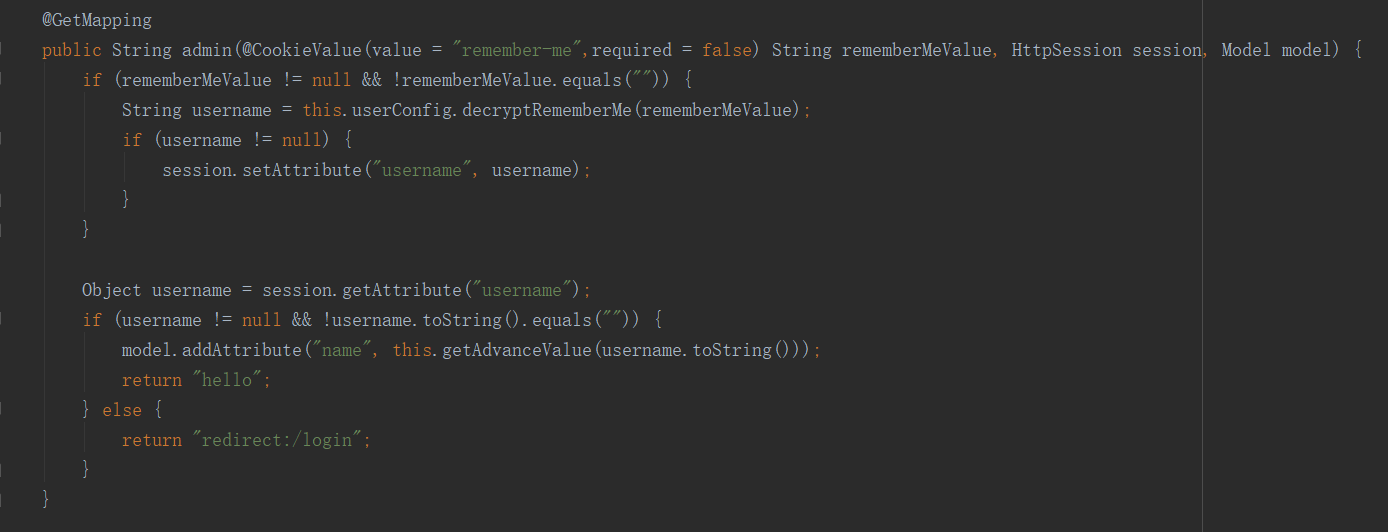 @GetMapping
public String admin(@CookieValue(value = "remember-me",required = false) String rememberMeValue, HttpSession session, Model model) {
    if (rememberMeValue != null && !rememberMeValue.equals("")) {
        String username = this.userConfig.decryptRememberMe(rememberMeValue);
        if (username != null) {
            session.setAttribute("username", username);
        }
    }

    Object username = session.getAttribute("username");
    if (username != null && !username.toString().equals("")) {
        model.addAttribute("name", this.getAdvanceValue(username.toString()));
        return "hello";
    } else {
        return "redirect:/login";
    }
}